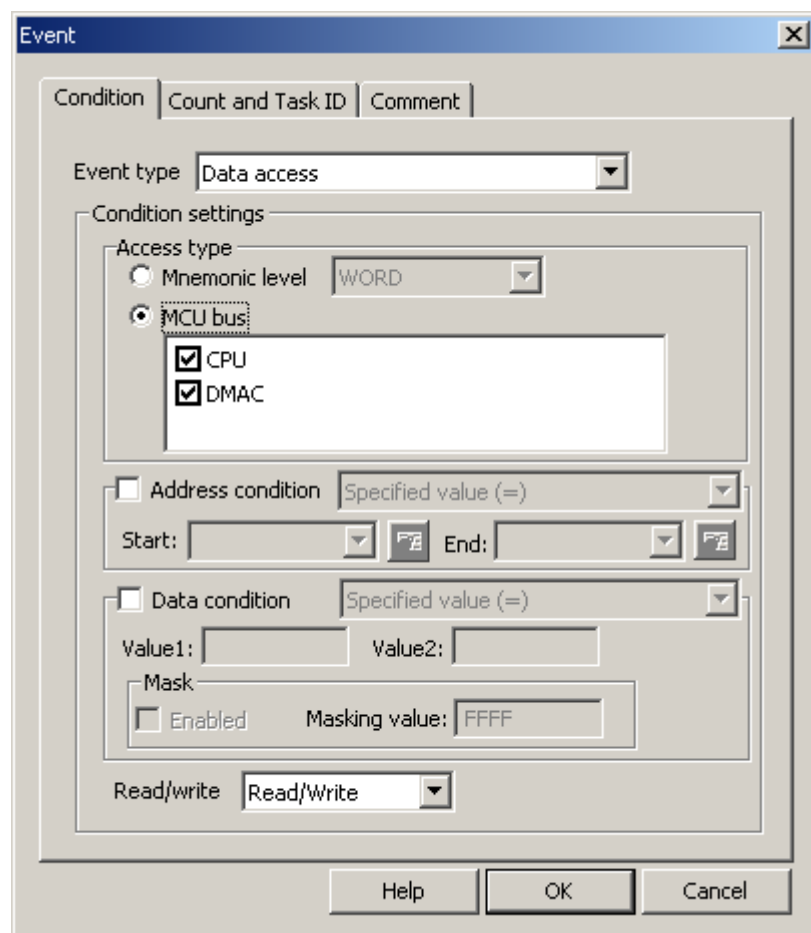 Event
Condition Count and Task ID Comment
Event type Data access
Condition settings
Access type
Mnemonic level WORD
MCU bus
CPU
DMAC
Address condition Specified value (=)
Start: End:
Data condition Specified value (=)
Value1: Value2:
Mask
Enabled Masking value: FFFF
Read/write Read/Write
Help OK Cancel